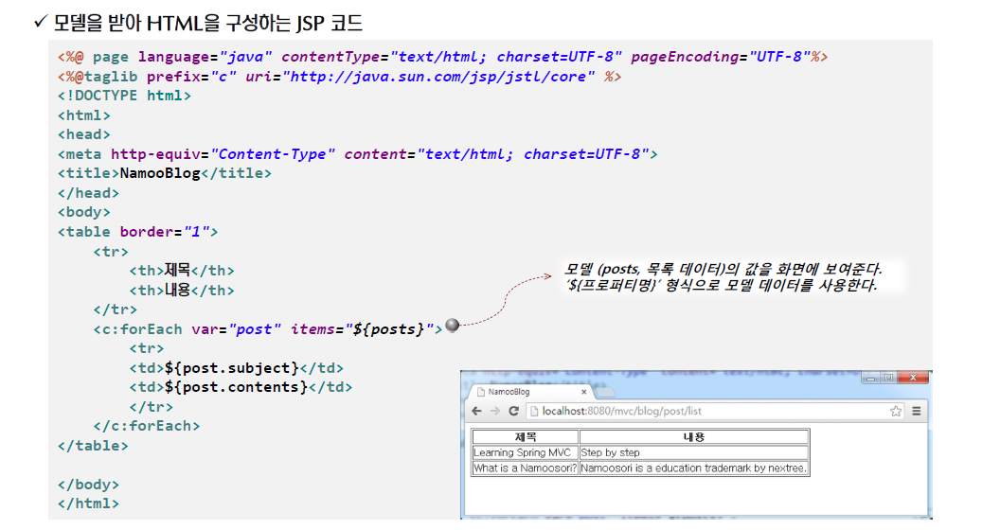 ✓ 모델을 받아 HTML을 구성하는 JSP 코드
<%@ page language="java" contentType="text/html; charset=UTF-8" pageEncoding="UTF-8"%>
<%@taglib prefix="c" uri="http://java.sun.com/jsp/jstl/core" %>
<!DOCTYPE html>
<html>
<head>
<meta http-equiv="Content-Type" content="text/html; charset=UTF-8">
<title>NamooBlog</title>
</head>
<body>
<table border="1">
    <tr>
        <th>제목</th>
        <th>내용</th>
    </tr>
    <c:forEach var="post" items="${posts}">
        <tr>
        <td>${post.subject}</td>
        <td>${post.contents}</td>
        </tr>
    </c:forEach>
</table>
</body>
</html>
모델 (posts, 목록 데이터)의 값을 화면에 보여준다.
'${프로퍼티명}' 형식으로 모델 데이터를 사용한다.
NamooBlog
localhost:8080/mvc/blog/post/list
제목 내용
Learning Spring MVC Step by step
What is a Namoosori? Namoosori is a education trademark by nextree.